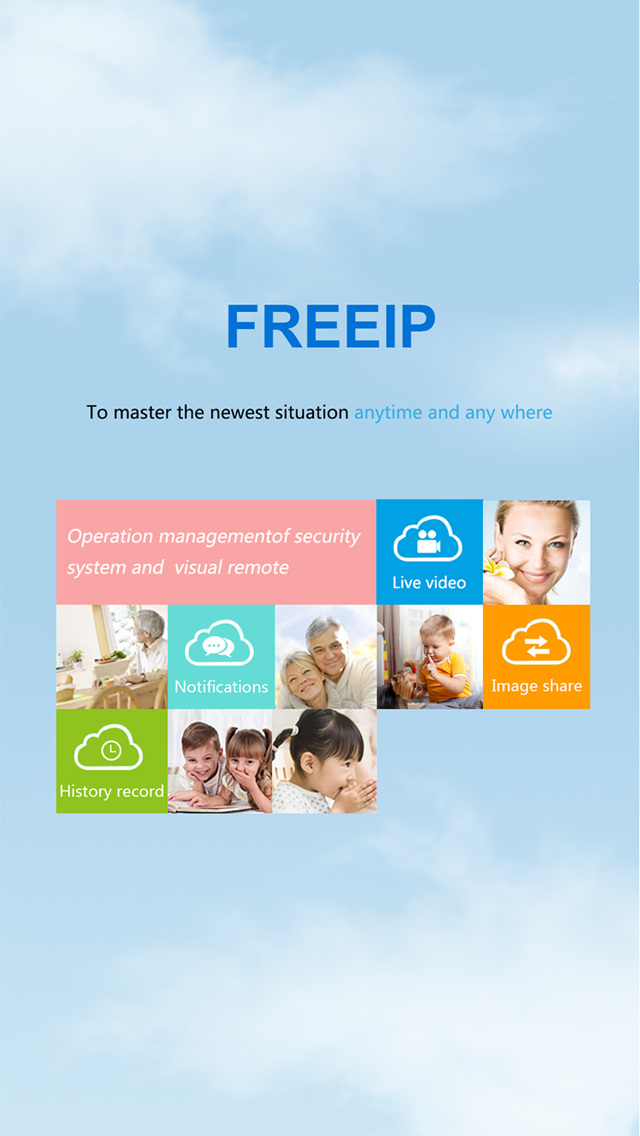 FREEIP
To master the newest situation anytime and any where
Operation managementof security
system and visual remote
Live video
Notifications
Image share
History record